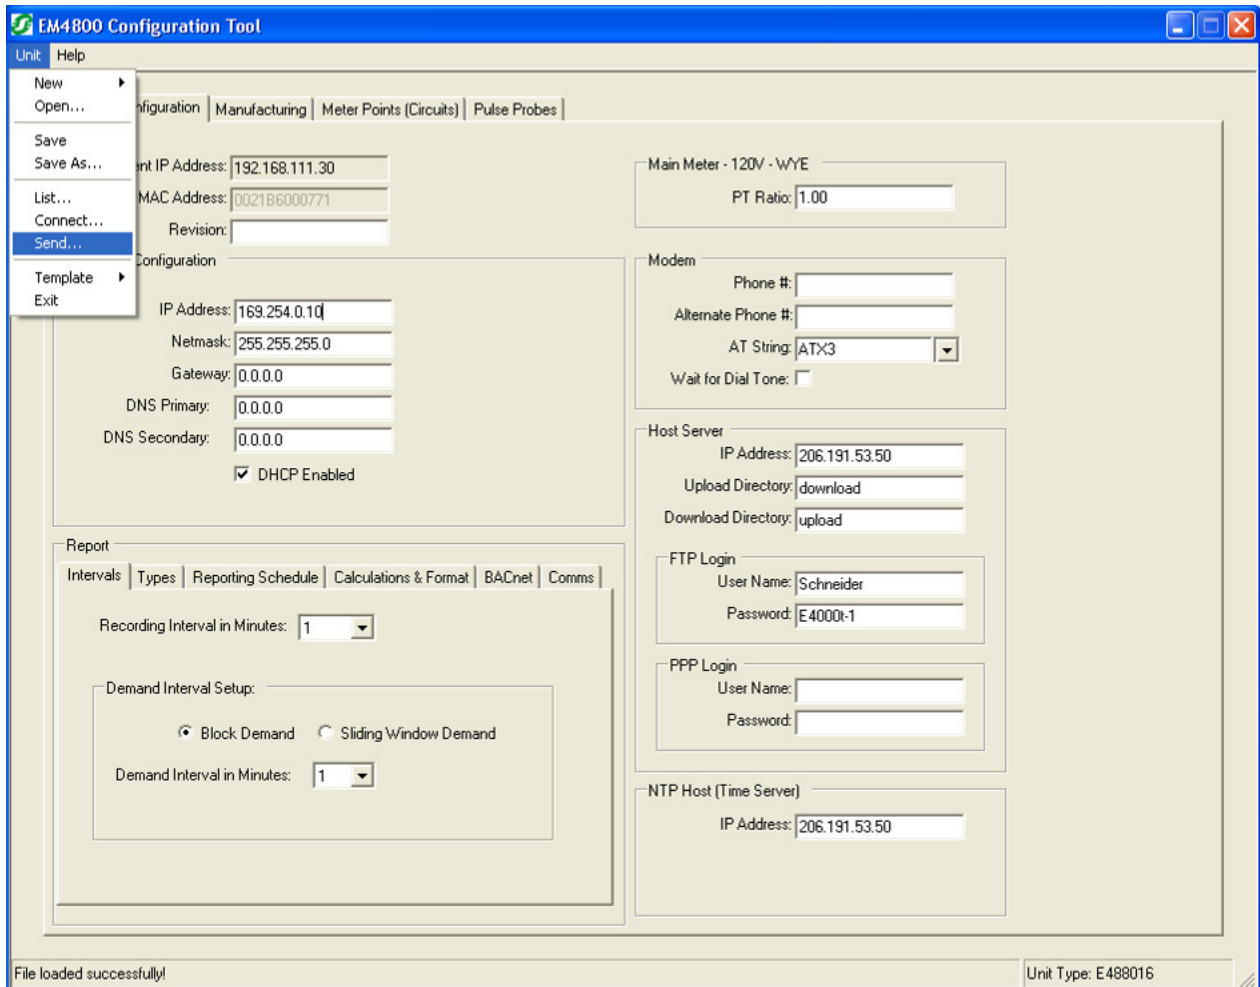 EM4800 Configuration Tool
Unit Help
New
Open...
Save
Save As...
List...
Connect...
Send...
Template
Exit
nfiguration Manufacturing Meter Points (Circuits) Pulse Probes
ent IP Address: 192.168.111.30
MAC Address: 0021B6000771
Revision:
Configuration
IP Address: 169.254.0.10
Netmask: 255.255.255.0
Gateway: 0.0.0.0
DNS Primary: 0.0.0.0
DNS Secondary: 0.0.0.0
DHCP Enabled
Report
Intervals Types Reporting Schedule Calculations & Format BACnet Comms
Recording Interval in Minutes: 1
Demand Interval Setup:
Block Demand Sliding Window Demand
Demand Interval in Minutes: 1
Main Meter - 120V - WYE
PT Ratio: 1.00
Modem
Phone #:
Alternate Phone #:
AT String: ATX3
Wait for Dial Tone:
Host Server
IP Address: 206.191.53.50
Upload Directory: download
Download Directory: upload
FTP Login
User Name: Schneider
Password: E4000t-1
PPP Login
User Name:
Password:
NTP Host (Time Server)
IP Address: 206.191.53.50
File loaded successfully!
Unit Type: E488016